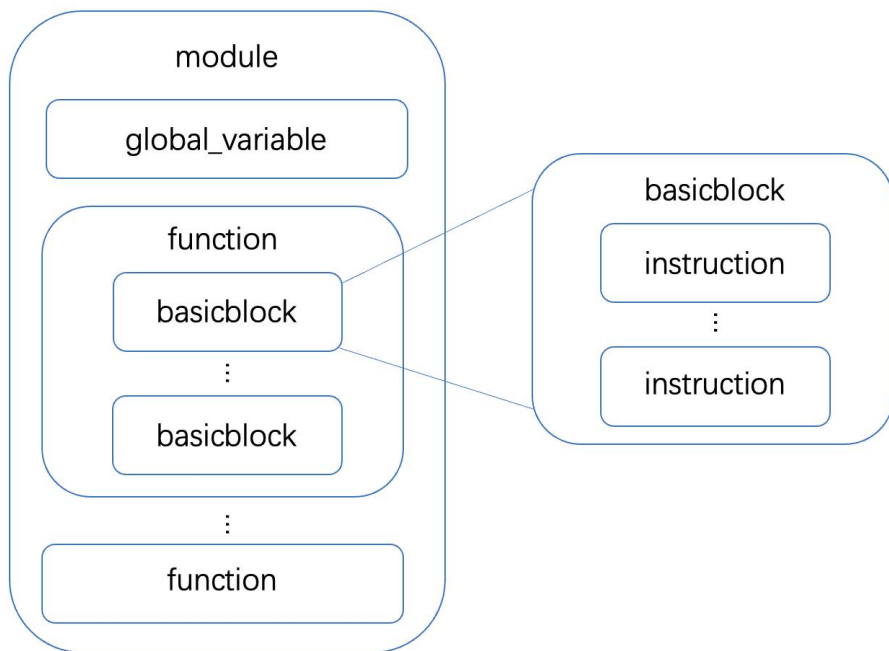 module
global_variable
function
basicblock
⋮
basicblock
⋮
function
basicblock
instruction
⋮
instruction